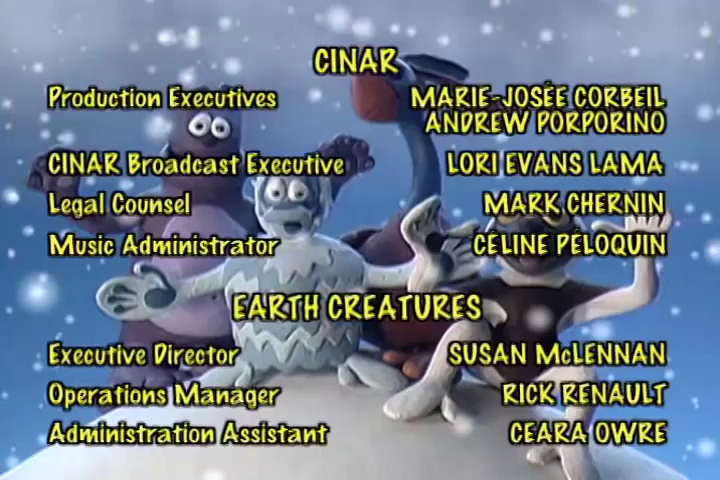 CINAR
Production Executives MARIE-JOSÉE CORBEIL
ANDREW PORPORINO
CINAR Broadcast Executive LORI EVANS LAMA
Legal Counsel MARK CHERNIN
Music Administrator CÉLINE PÉLOQUIN
EARTH CREATURES
Executive Director SUSAN McLENNAN
Operations Manager RICK RENAULT
Administration Assistant CEARA OWRE